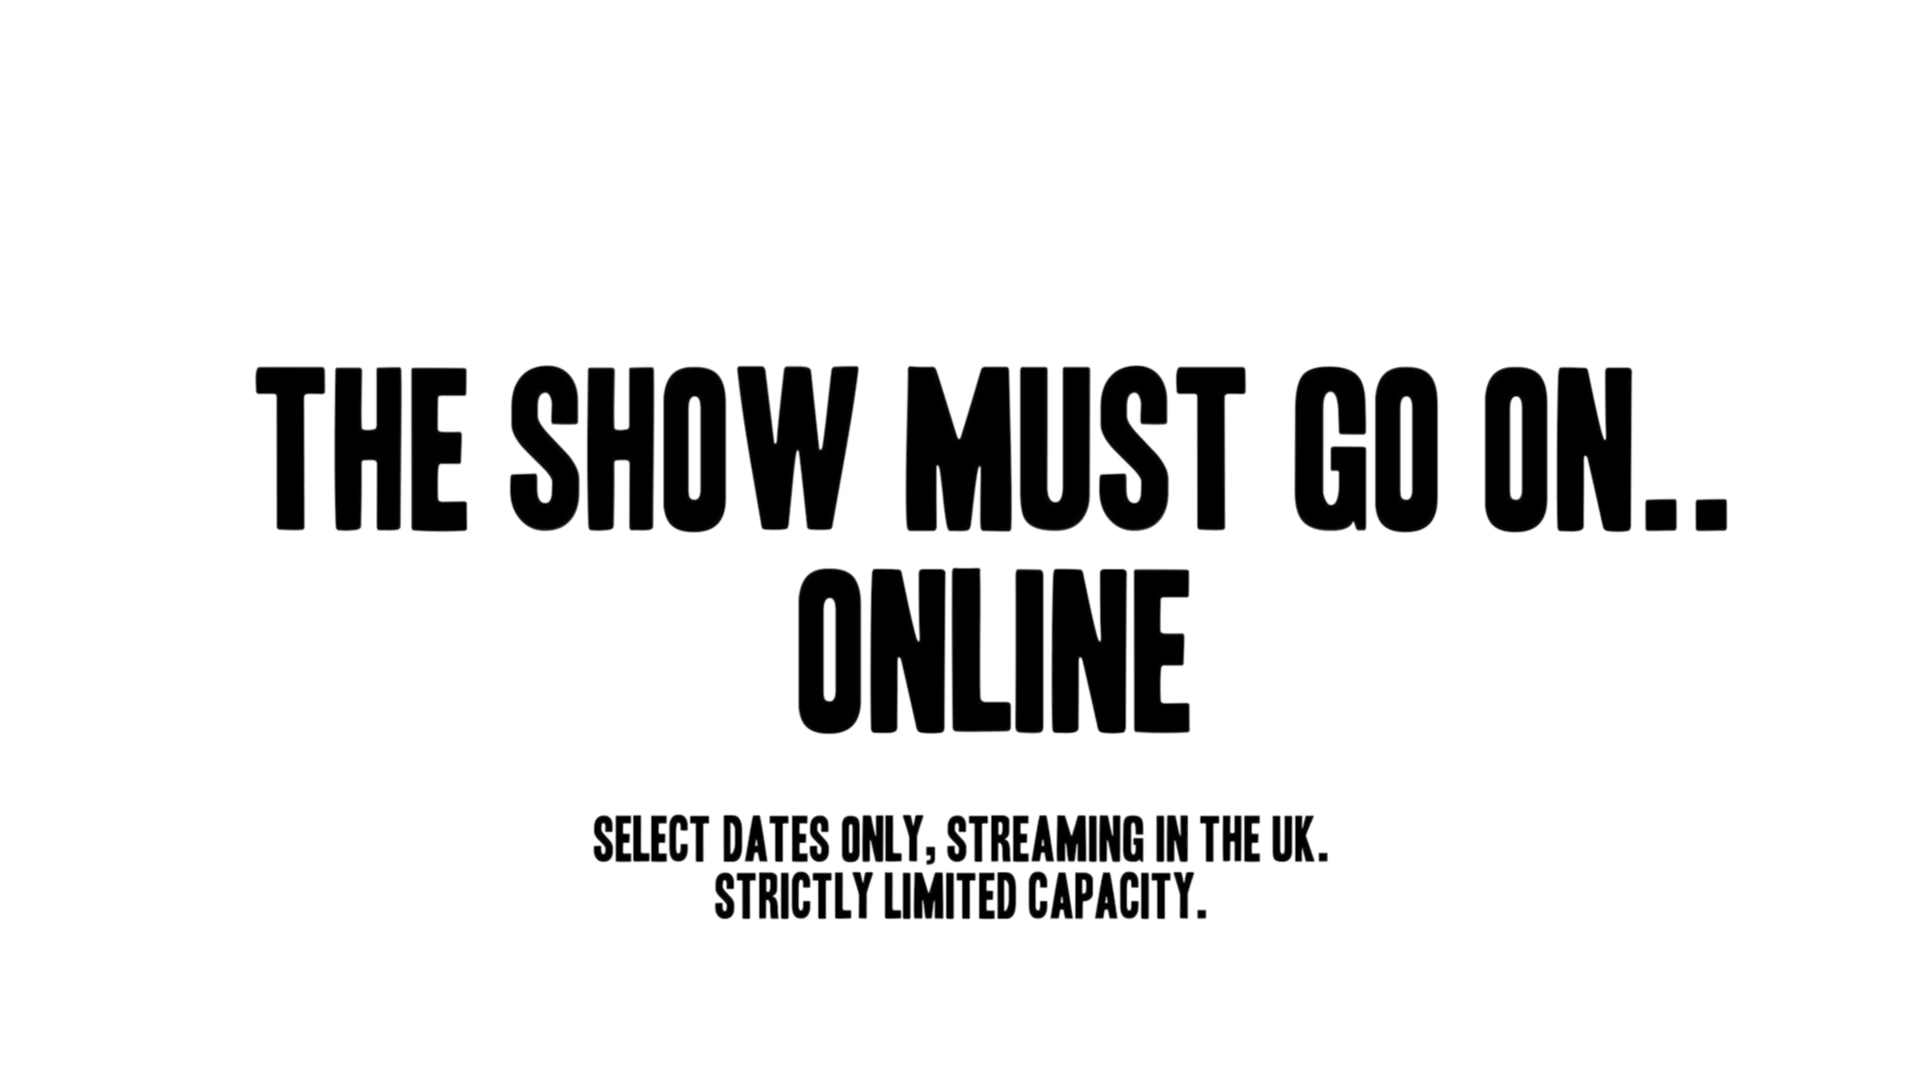 THE SHOW MUST GO ON..
ONLINE
SELECT DATES ONLY, STREAMING IN THE UK.
STRICTLY LIMITED CAPACITY.